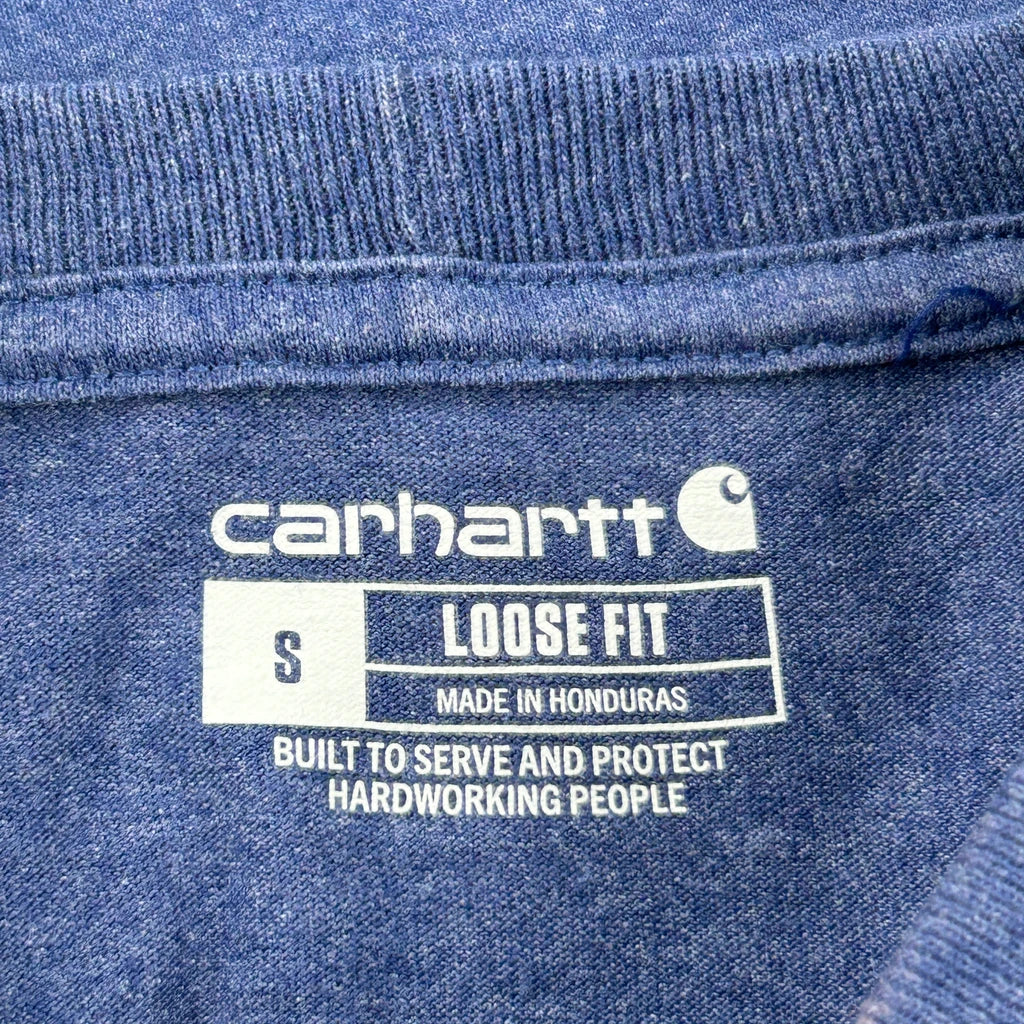 carhartt
S
LOOSE FIT
MADE IN HONDURAS
BUILT TO SERVE AND PROTECT
HARDWORKING PEOPLE